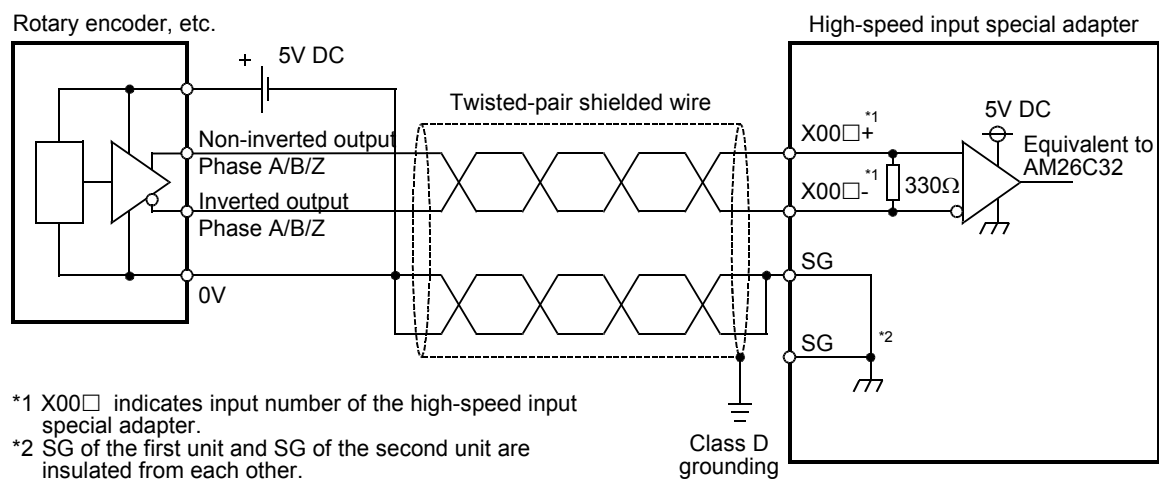 Rotary encoder, etc.
High-speed input special adapter
+
5V DC
Twisted-pair shielded wire
5V DC
X00□+*1
Equivalent to
AM26C32
Non-inverted output
Phase A/B/Z
X00□-*1
330Ω
Inverted output
Phase A/B/Z
SG
0V
SG
*2
*1 X00□ indicates input number of the high-speed input
special adapter.
*2 SG of the first unit and SG of the second unit are
insulated from each other.
Class D
grounding